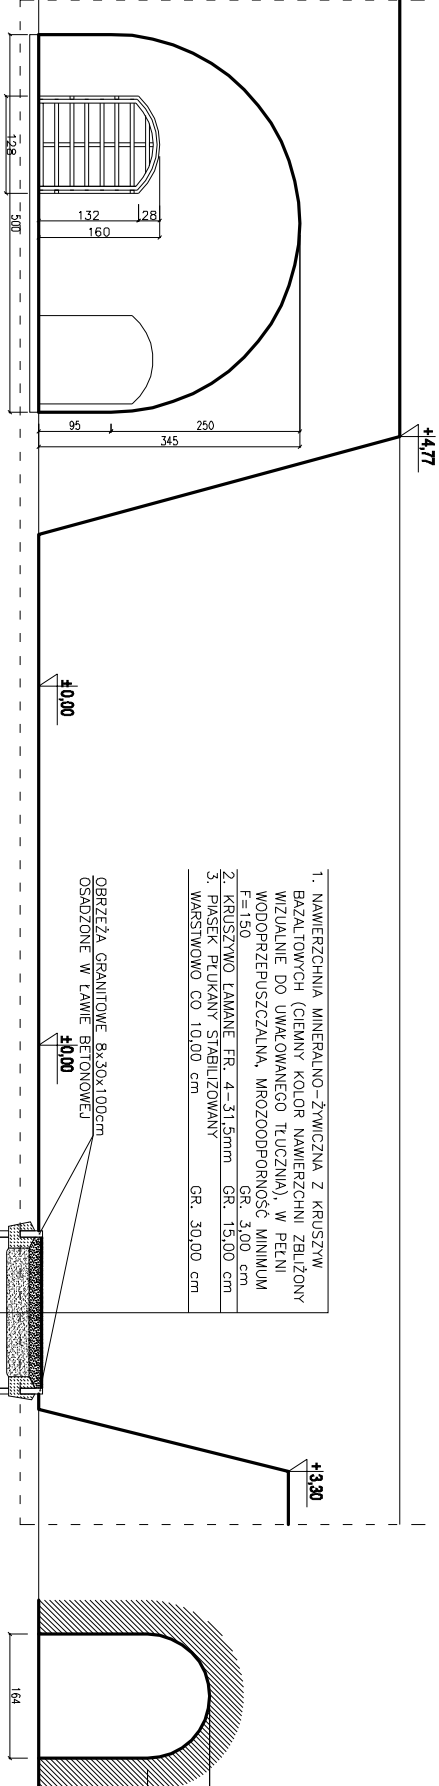 128
500
132
28
160
95
250
345
+4,77
±0,00
1. NAWIERZCHNIA MINERALNO-ŻYWICZNA Z KRUSZYW
BAZALTOWYCH (CIEMNY KOLOR NAWIERZCHNI ZBLIŻONY
WIZUALNIE DO UWAŁOWANEGO TŁUCZNIA), W PEŁNI
WODOPRZEPUSZCZALNA, MROZOODPORNOŚĆ MINIMUM
F=150 GR. 3,00 cm
2. KRUSZYWO ŁAMANE FR. 4-31,5mm GR. 15,00 cm
3. PIASEK PŁUKANY STABILIZOWANY
WARSTWOWO CO 10,00 cm GR. 30,00 cm
OBRZEŻA GRANITOWE 8x30x100cm
OSADZONE W ŁAWIE BETONOWEJ
±0,00
+3,30
164